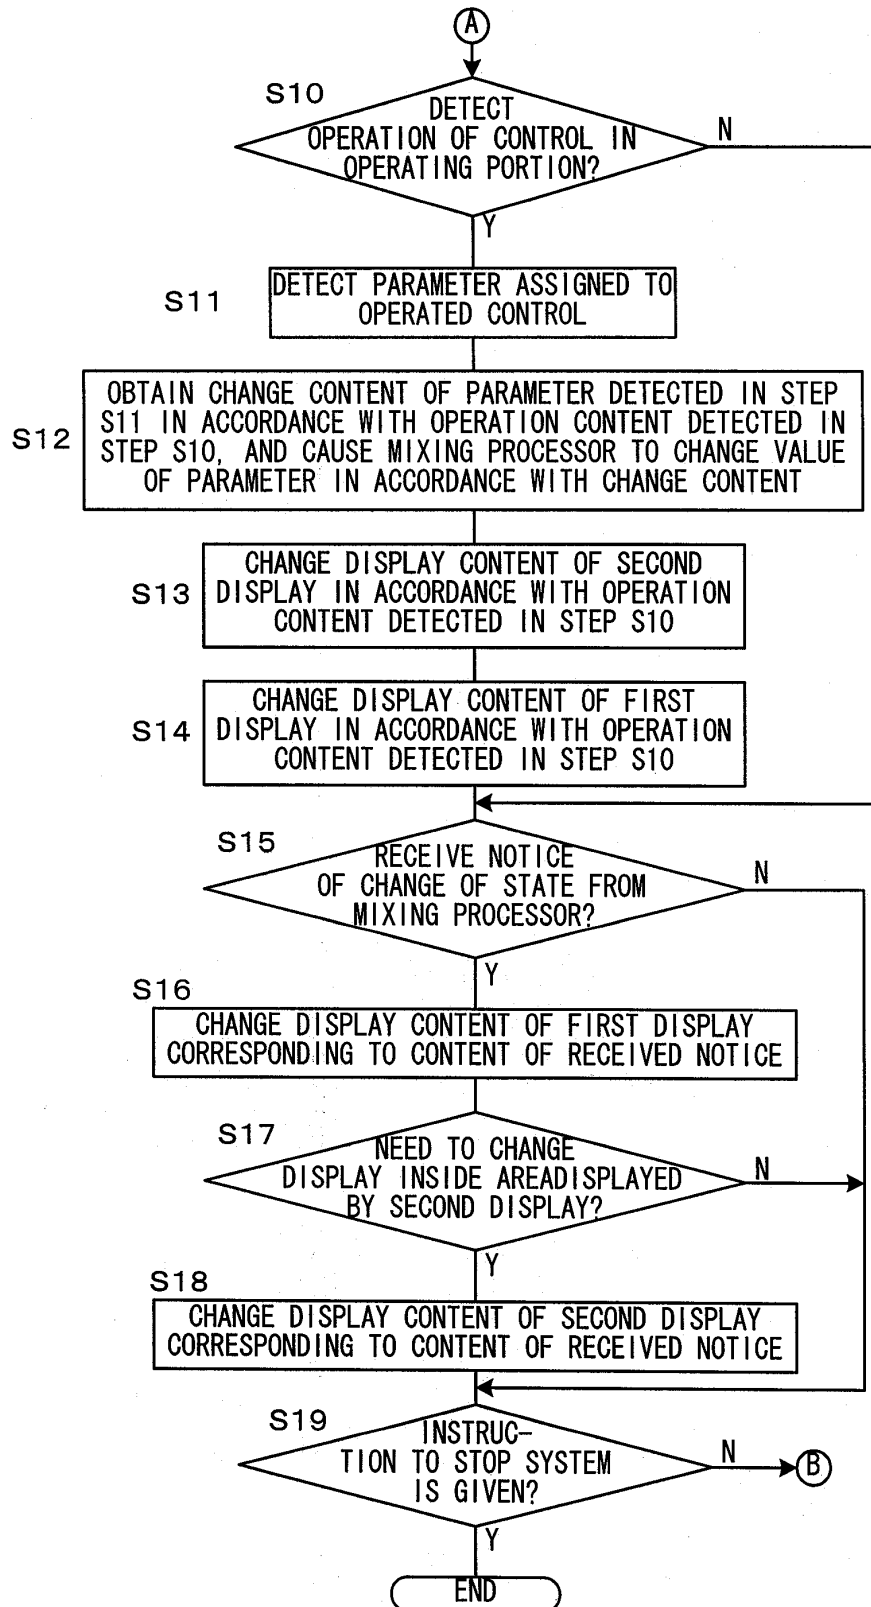 A
S10
DETECT
OPERATION OF CONTROL IN
OPERATING PORTION?
N
Y
S11
DETECT PARAMETER ASSIGNED TO
OPERATED CONTROL
S12
OBTAIN CHANGE CONTENT OF PARAMETER DETECTED IN STEP
S11 IN ACCORDANCE WITH OPERATION CONTENT DETECTED IN
STEP S10, AND CAUSE MIXING PROCESSOR TO CHANGE VALUE
OF PARAMETER IN ACCORDANCE WITH CHANGE CONTENT
S13
CHANGE DISPLAY CONTENT OF SECOND
DISPLAY IN ACCORDANCE WITH OPERATION
CONTENT DETECTED IN STEP S10
S14
CHANGE DISPLAY CONTENT OF FIRST
DISPLAY IN ACCORDANCE WITH OPERATION
CONTENT DETECTED IN STEP S10
S15
RECEIVE NOTICE
OF CHANGE OF STATE FROM
MIXING PROCESSOR?
N
Y
S16
CHANGE DISPLAY CONTENT OF FIRST DISPLAY
CORRESPONDING TO CONTENT OF RECEIVED NOTICE
S17
NEED TO CHANGE
DISPLAY INSIDE AREADISPLAYED
BY SECOND DISPLAY?
N
Y
S18
CHANGE DISPLAY CONTENT OF SECOND DISPLAY
CORRESPONDING TO CONTENT OF RECEIVED NOTICE
S19
INSTRUC-
TION TO STOP SYSTEM
IS GIVEN?
N
B
Y
END